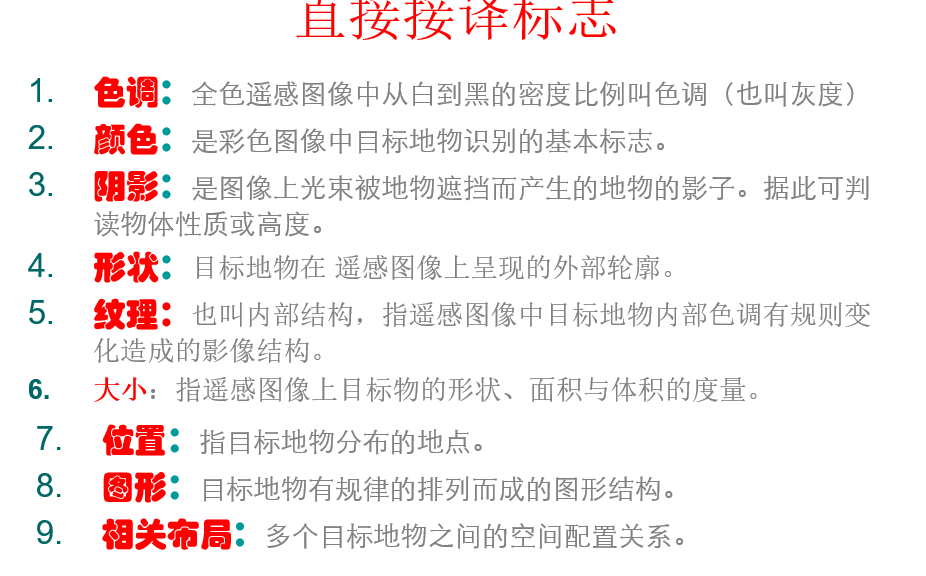 直接接译标志
1. 色调：全色遥感图像中从白到黑的密度比例叫色调（也叫灰度）
2. 颜色：是彩色图像中目标地物识别的基本标志。
3. 阴影：是图像上光束被地物遮挡而产生的地物的影子。据此可判
读物体性质或高度。
4. 形状：目标地物在 遥感图像上呈现的外部轮廓。
5. 纹理：也叫内部结构，指遥感图像中目标地物内部色调有规则变
化造成的影像结构。
6. 大小：指遥感图像上目标物的形状、面积与体积的度量。
7. 位置：指目标地物分布的地点。
8. 图形：目标地物有规律的排列而成的图形结构。
9. 相关布局：多个目标地物之间的空间配置关系。